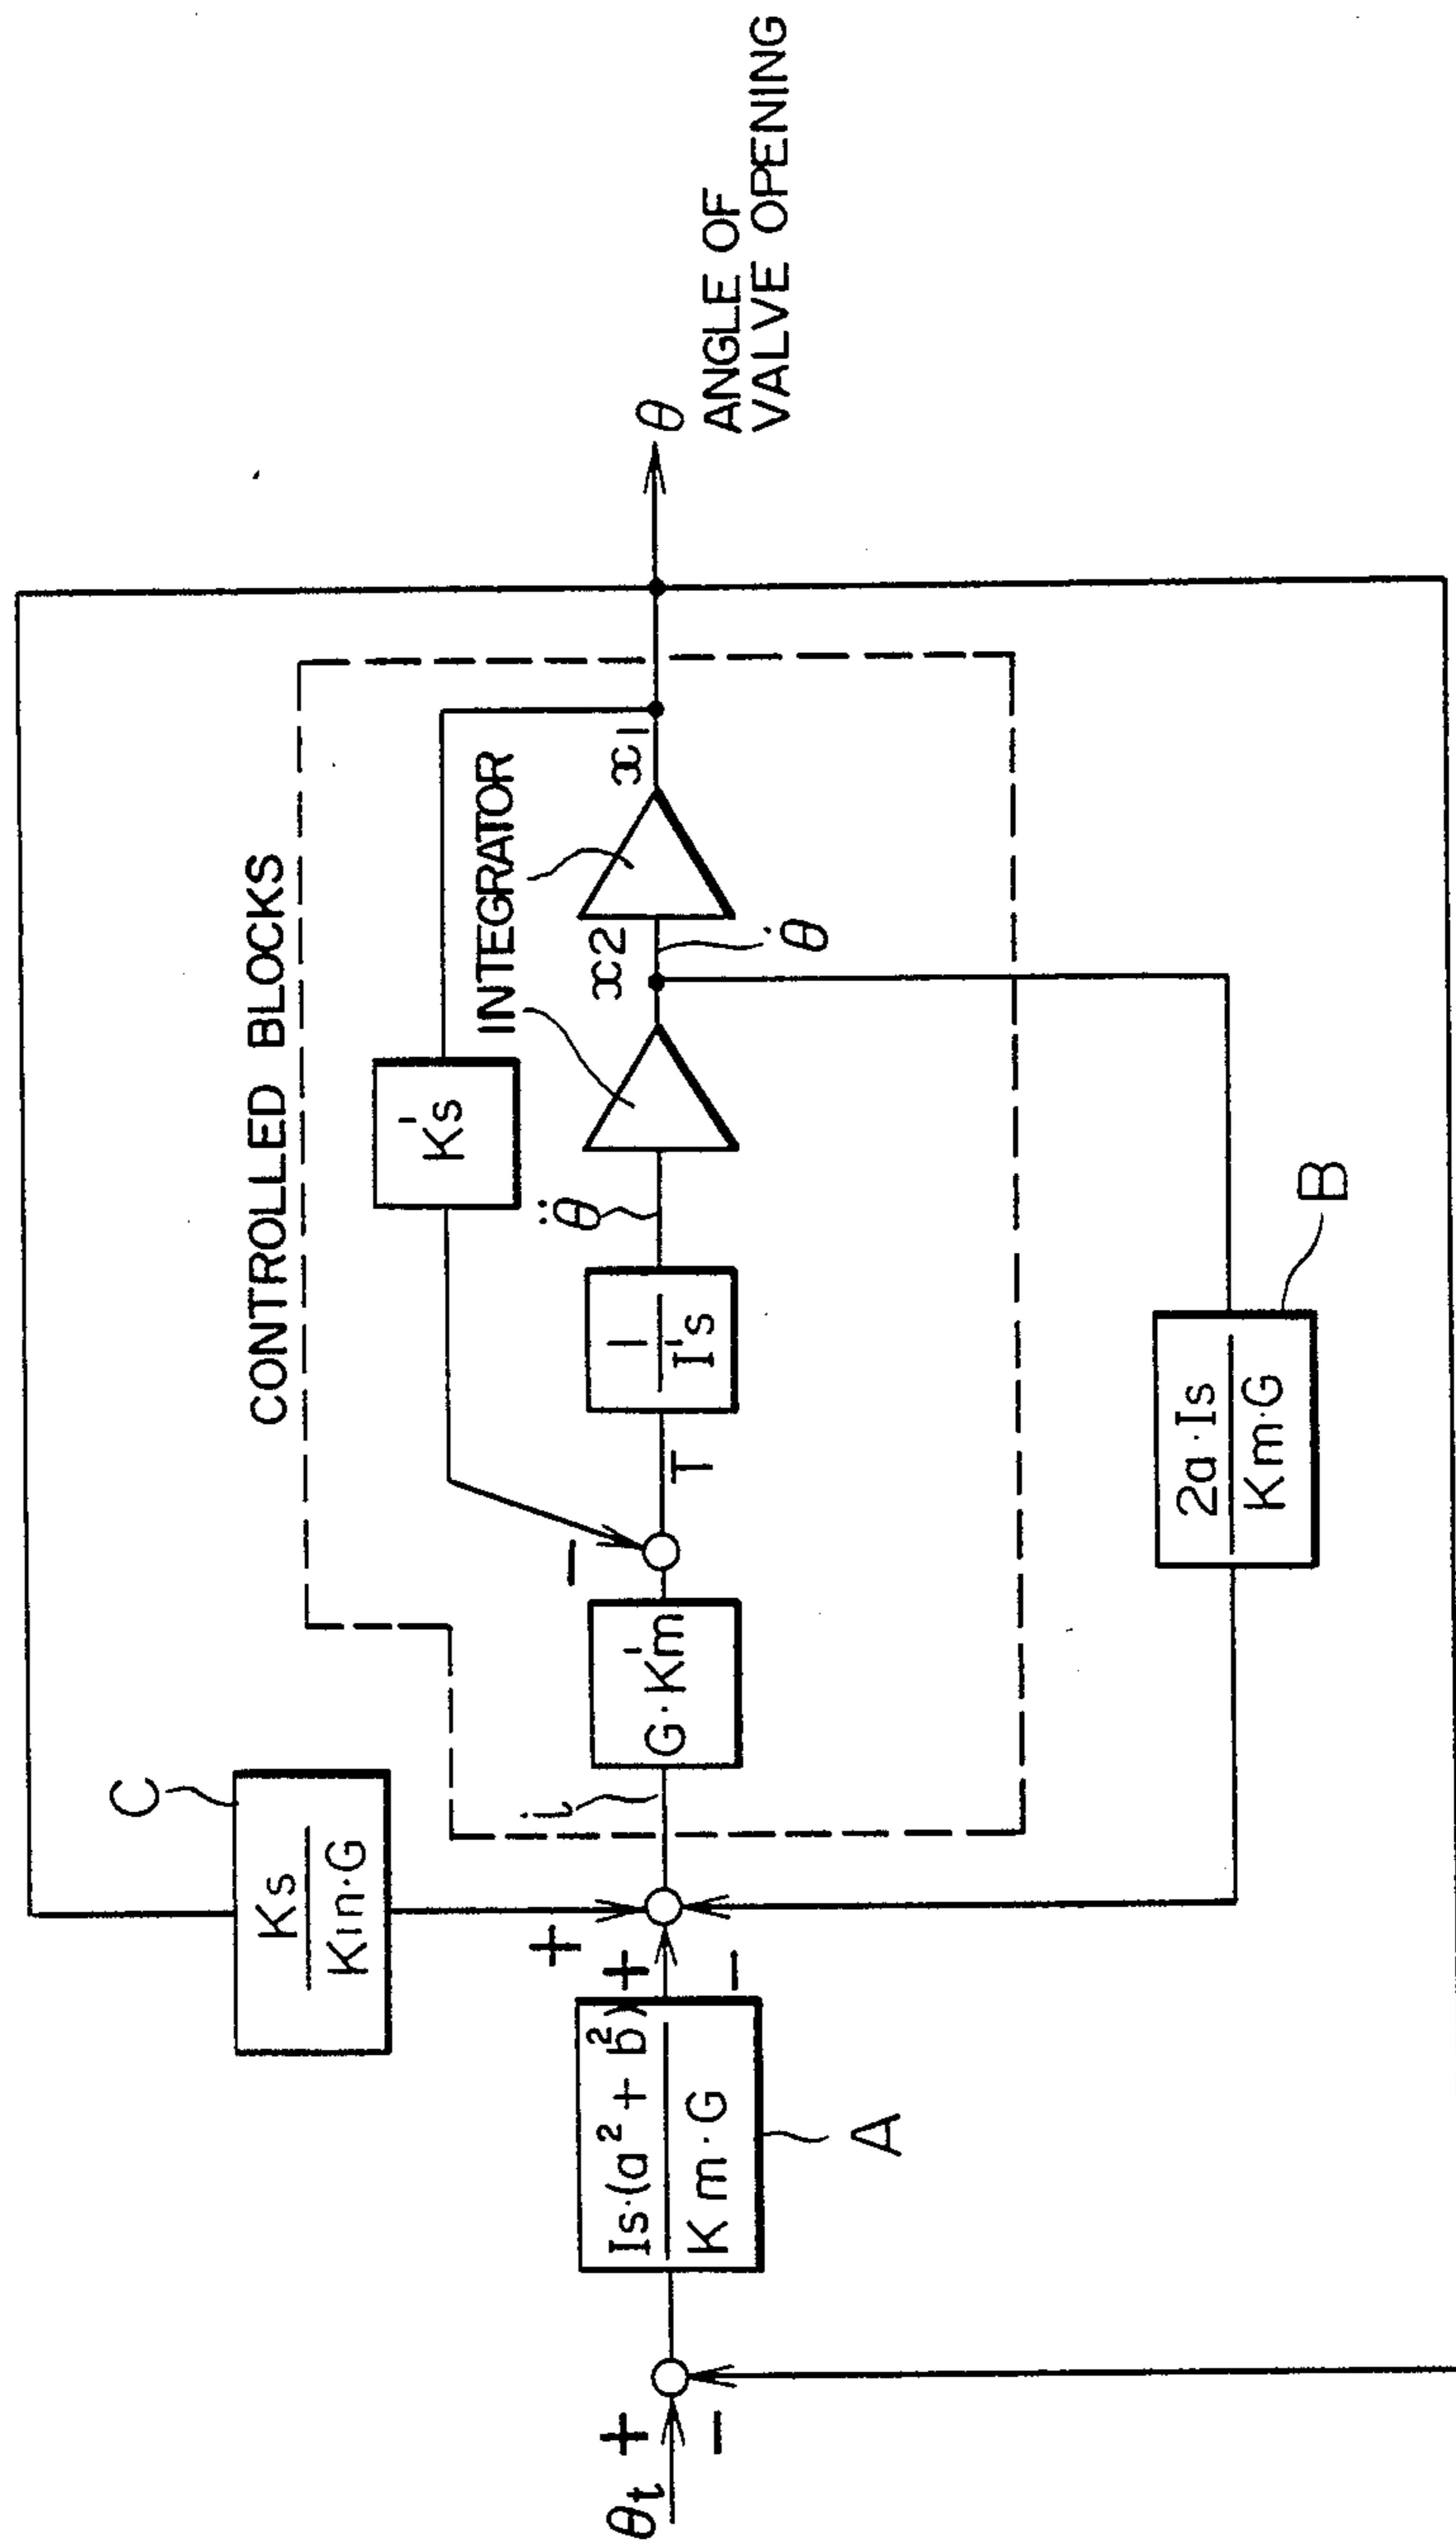 CONTROLLED BLOCKS
C
Ks
Kın·G
K's
INTEGRATOR
θt
+
−
Is·(a² + b²)
Km·G
A
+
+
−
i
G·K'm
−
T
1
I's
θ̈
x2
θ̇
x1
θ
ANGLE OF
VALVE OPENING
2a·Is
Km·G
B